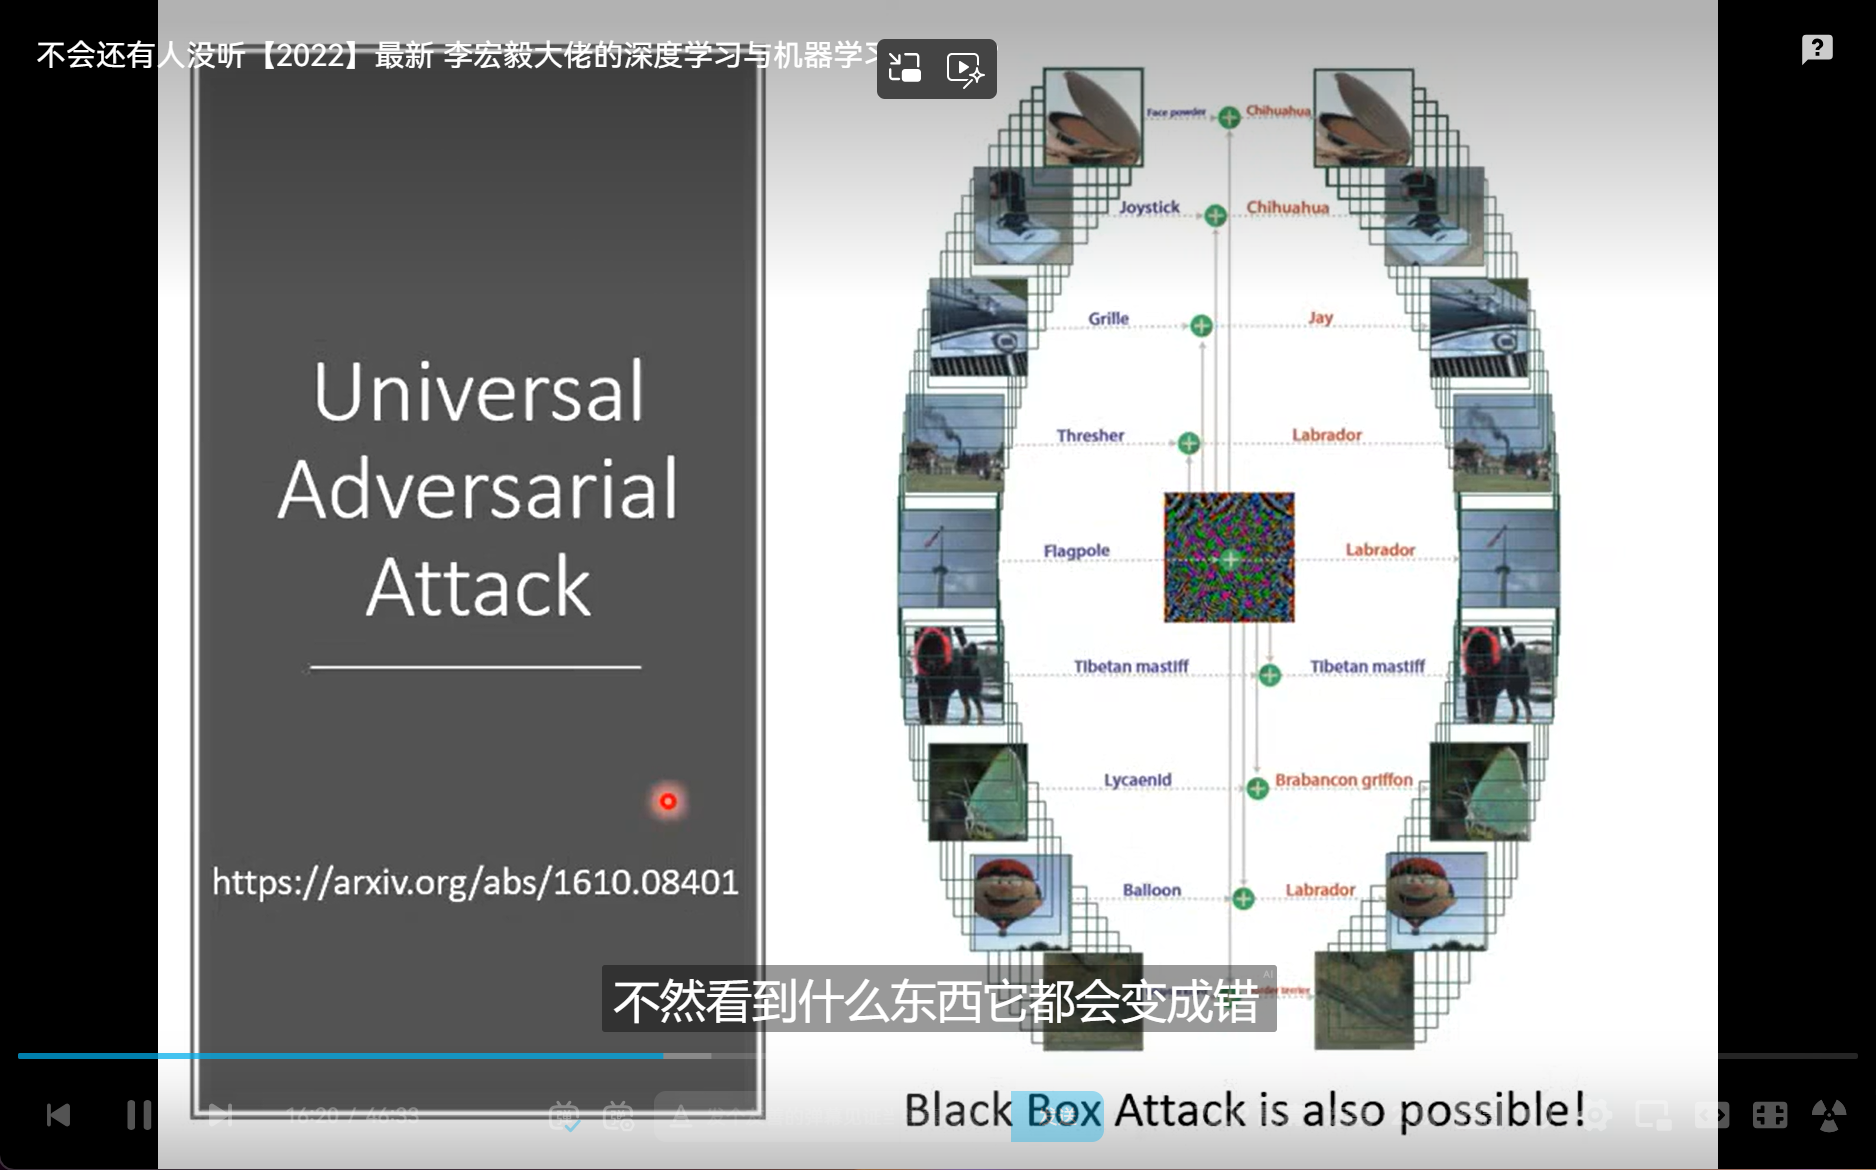 不会还有人没听【2022】最新 李宏毅大佬的深度学习与机器学习
Universal
Adversarial
Attack
https://arxiv.org/abs/1610.08401
Face powder
Chihuahua
Joystick
Chihuahua
Grille
Jay
Thresher
Labrador
Flagpole
Labrador
Tibetan mastiff
Tibetan mastiff
Lycaenid
Brabancon griffon
Balloon
Labrador
terrier
AI
不然看到什么东西它都会变成错
Black Box Attack is also possible!
16:20 / 46:33
发送